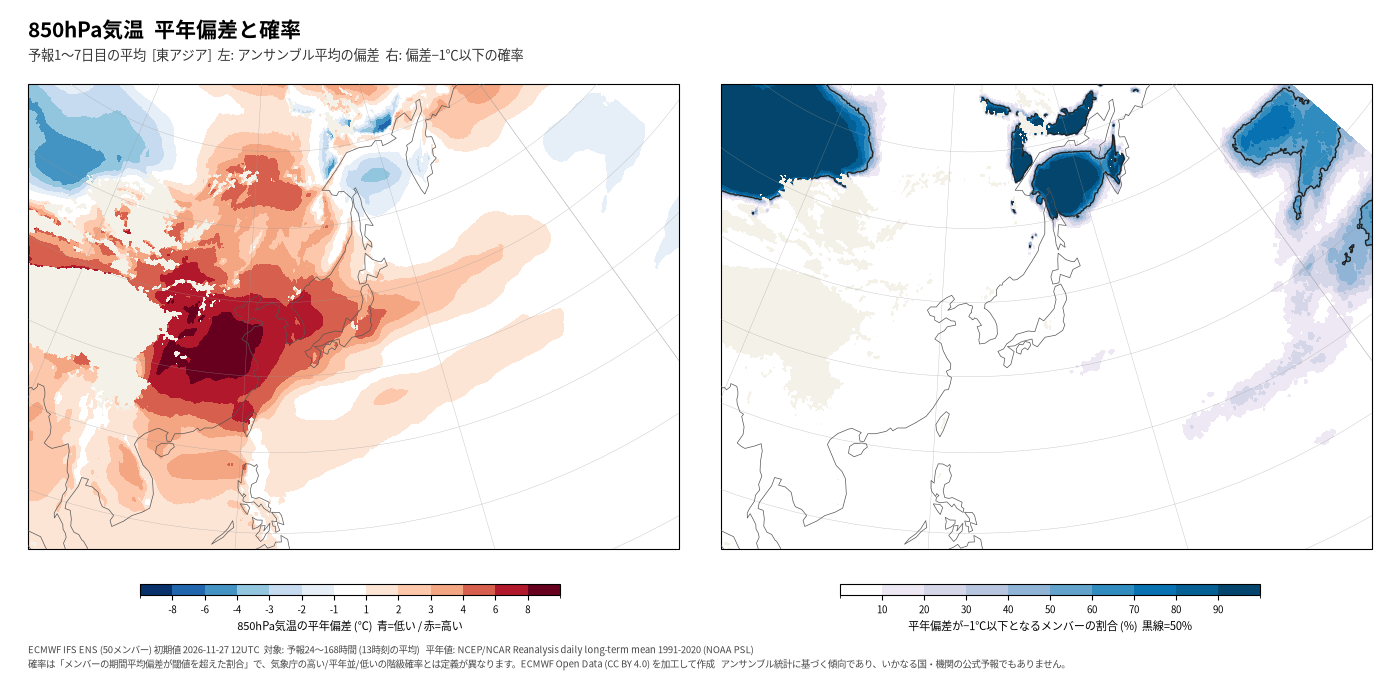 850hPa気温 平年偏差と確率
予報1～7日目の平均 [東アジア] 左: アンサンブル平均の偏差 右: 偏差−1℃以下の確率
-8 -6 -4 -3 -2 -1 1 2 3 4 6 8
850hPa気温の平年偏差 (℃) 青=低い / 赤=高い
10 20 30 40 50 60 70 80 90
平年偏差が−1℃以下となるメンバーの割合 (%) 黒線=50%
ECMWF IFS ENS (50メンバー) 初期値 2026-11-27 12UTC 対象: 予報24～168時間 (13時刻の平均) 平年値: NCEP/NCAR Reanalysis daily long-term mean 1991-2020 (NOAA PSL)
確率は「メンバーの期間平均偏差が閾値を超えた割合」で、気象庁の高い/平年並/低いの階級確率とは定義が異なります。ECMWF Open Data (CC BY 4.0) を加工して作成 アンサンブル統計に基づく傾向であり、いかなる国・機関の公式予報でもありません。